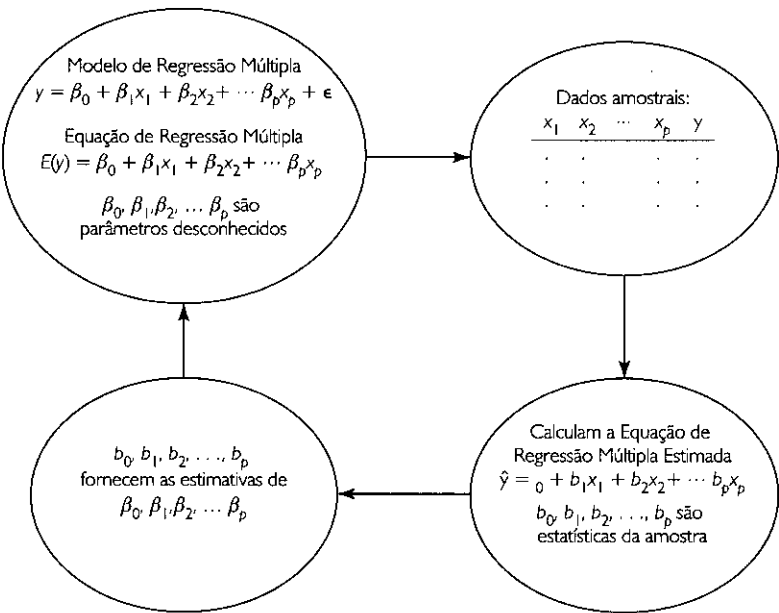 Modelo de Regressão Múltipla
y = β₀ + β₁x₁ + β₂x₂+ ··· βₚxₚ + ϵ
Equação de Regressão Múltipla
E(y) = β₀ + β₁x₁ + β₂x₂+ ··· βₚxₚ
β₀, β₁,β₂, ... βₚ são
parâmetros desconhecidos
Dados amostrais:
x₁ x₂ ··· xₚ y
. . . .
. . . .
. . . .
Calculam a Equação de
Regressão Múltipla Estimada
ŷ = ₀ + b₁x₁ + b₂x₂+ ··· bₚxₚ
b₀, b₁, b₂, . . ., bₚ são
estatísticas da amostra
b₀, b₁, b₂, . . ., bₚ
fornecem as estimativas de
β₀, β₁,β₂, ... βₚ